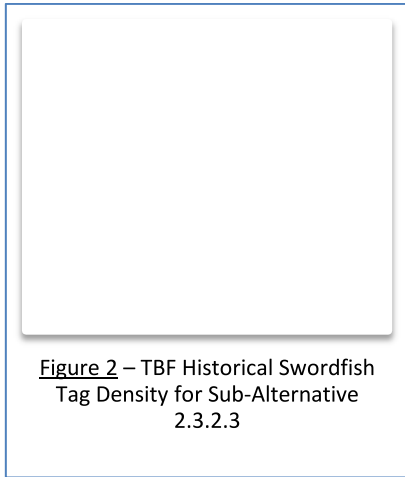 Figure 2 – TBF Historical Swordfish
Tag Density for Sub-Alternative
2.3.2.3